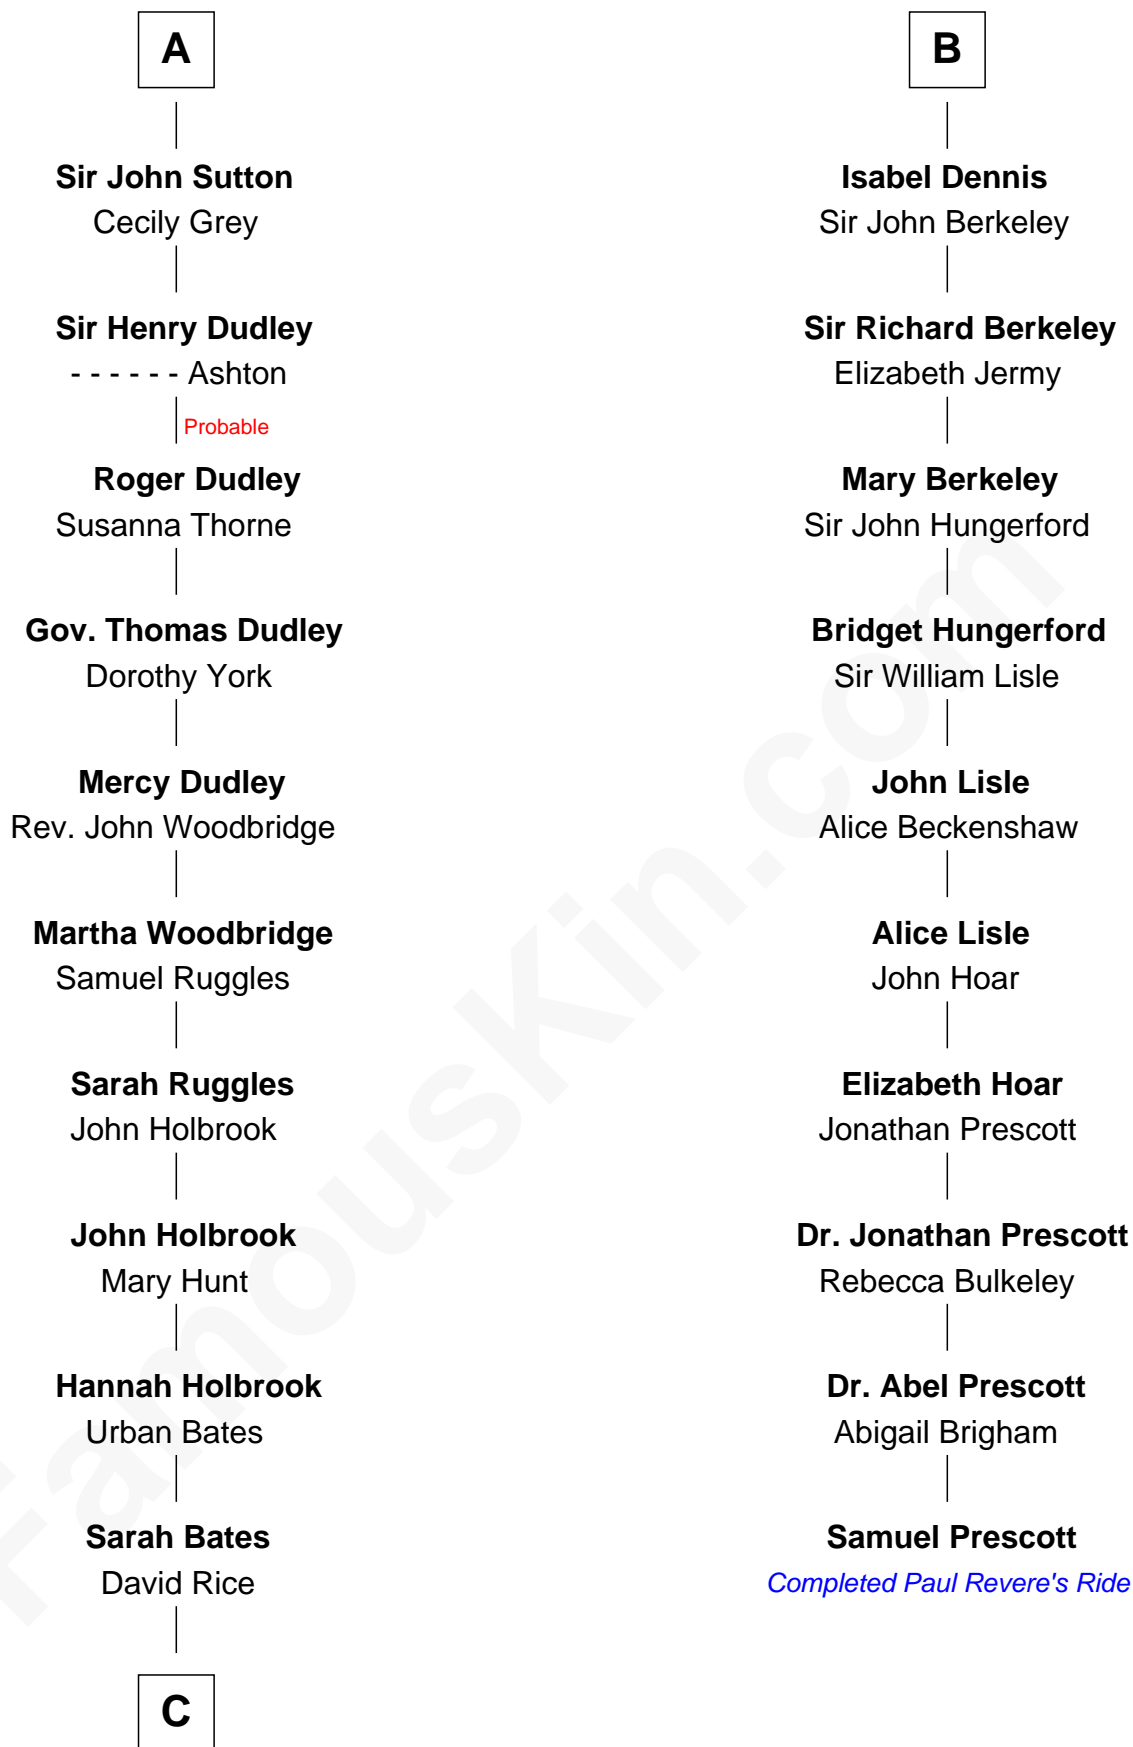 A
Sir John Sutton
Cecily Grey
Sir Henry Dudley
- - - - - - Ashton
Probable
Roger Dudley
Susanna Thorne
Gov. Thomas Dudley
Dorothy York
Mercy Dudley
Rev. John Woodbridge
Martha Woodbridge
Samuel Ruggles
Sarah Ruggles
John Holbrook
John Holbrook
Mary Hunt
Hannah Holbrook
Urban Bates
Sarah Bates
David Rice
C
B
Isabel Dennis
Sir John Berkeley
Sir Richard Berkeley
Elizabeth Jermy
Mary Berkeley
Sir John Hungerford
Bridget Hungerford
Sir William Lisle
John Lisle
Alice Beckenshaw
Alice Lisle
John Hoar
Elizabeth Hoar
Jonathan Prescott
Dr. Jonathan Prescott
Rebecca Bulkeley
Dr. Abel Prescott
Abigail Brigham
Samuel Prescott
Completed Paul Revere's Ride
FamousKin.com